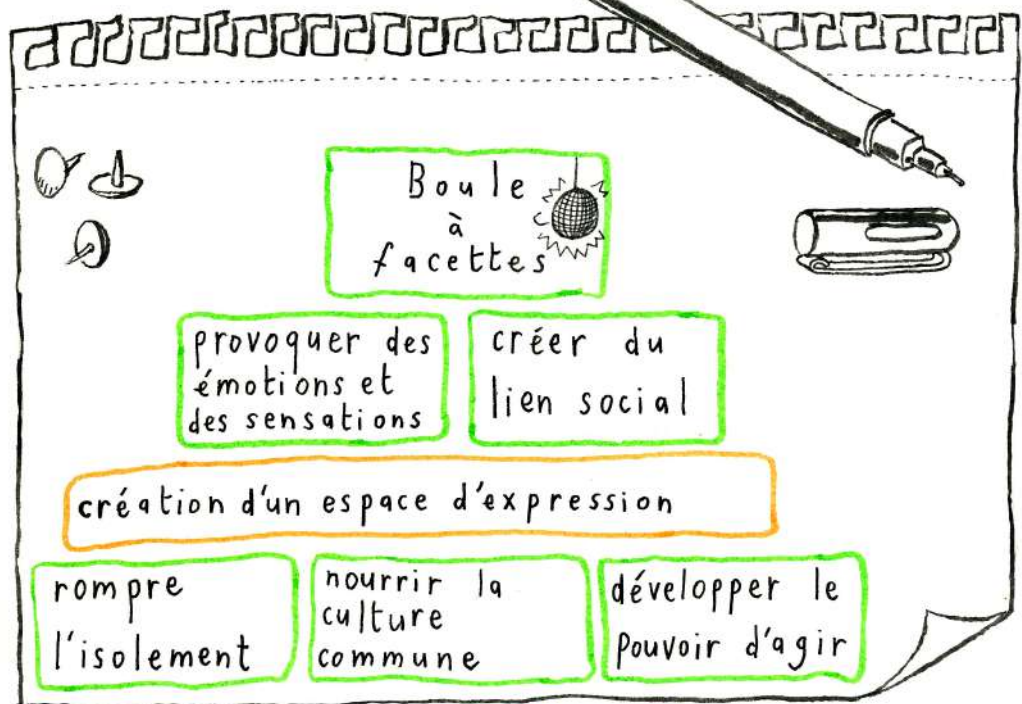 Boule
à
facettes
provoquer des
émotions et
des sensations
créer du
lien social
création d'un espace d'expression
rompre
l'isolement
nourrir la
culture
commune
développer le
pouvoir d'agir